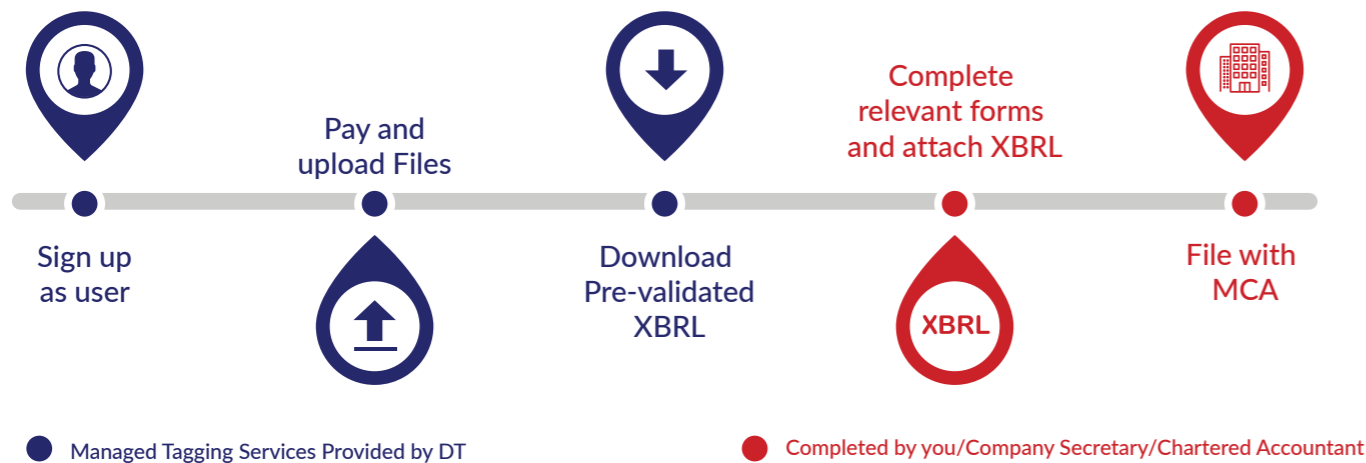 Sign up
as user
Pay and
upload Files
Download
Pre-validated
XBRL
Complete
relevant forms
and attach XBRL
XBRL
File with
MCA
Managed Tagging Services Provided by DT
Completed by you/Company Secretary/Chartered Accountant